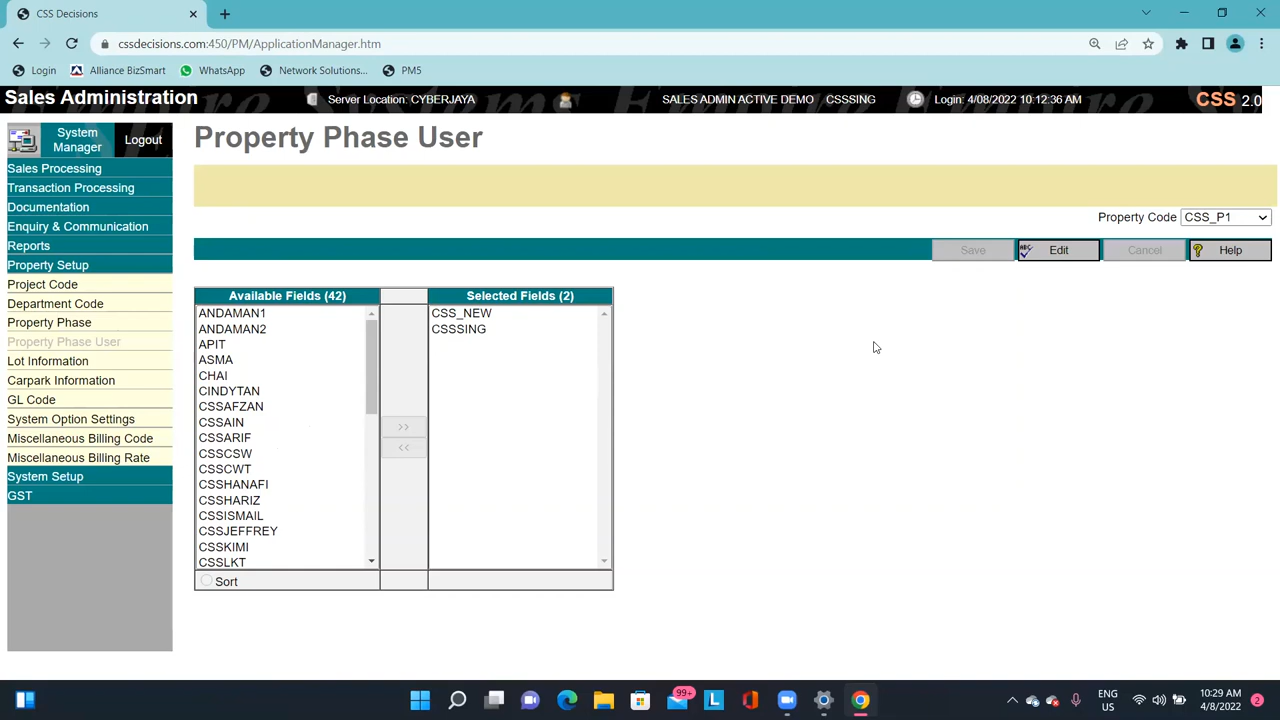 CSS Decisions
cssdecisions.com:450/PM/ApplicationManager.htm
Login
Alliance BizSmart
WhatsApp
Network Solutions...
PM5
Sales Administration
Server Location: CYBERJAYA
SALES ADMIN ACTIVE DEMO
CSSSING
Login: 4/08/2022 10:12:36 AM
CSS 2.0
System Manager
Logout
Property Phase User
Sales Processing
Transaction Processing
Documentation
Enquiry & Communication
Reports
Property Setup
Project Code
Department Code
Property Phase
Property Phase User
Lot Information
Carpark Information
GL Code
System Option Settings
Miscellaneous Billing Code
Miscellaneous Billing Rate
System Setup
GST
Property Code CSS_P1
Save
Edit
Cancel
Help
Available Fields (42)
ANDAMAN1
ANDAMAN2
APIT
ASMA
CHAI
CINDYTAN
CSSAFZAN
CSSAIN
CSSARIF
CSSCSW
CSSCWT
CSSHANAFI
CSSHARIZ
CSSISMAIL
CSSJEFFREY
CSSKIMI
CSSLKT
Sort
>>
<<
Selected Fields (2)
CSS_NEW
CSSSING
99+
ENG
US
10:29 AM
4/8/2022
2